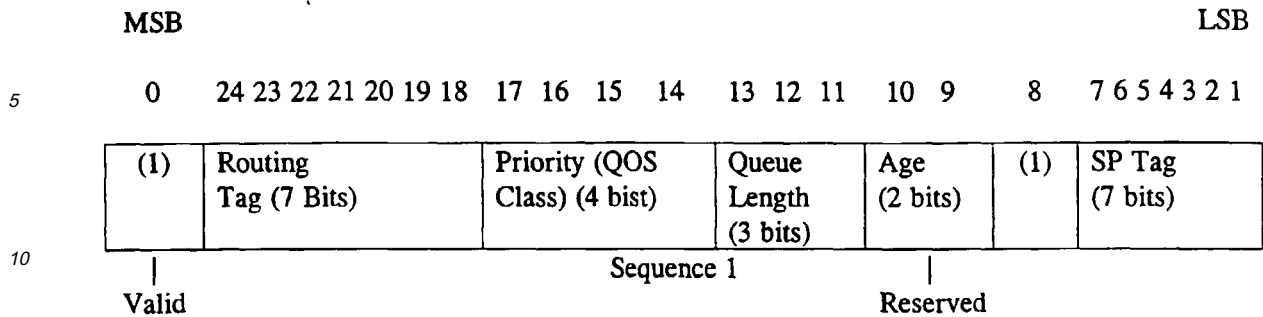 MSB LSB
5 0 24 23 22 21 20 19 18 17 16 15 14 13 12 11 10 9 8 7 6 5 4 3 2 1
(1) Routing Priority (QOS Queue Age (1) SP Tag
Tag (7 Bits) Class) (4 bist) Length (2 bits) (7 bits)
(3 bits)
10 Sequence 1
Valid Reserved